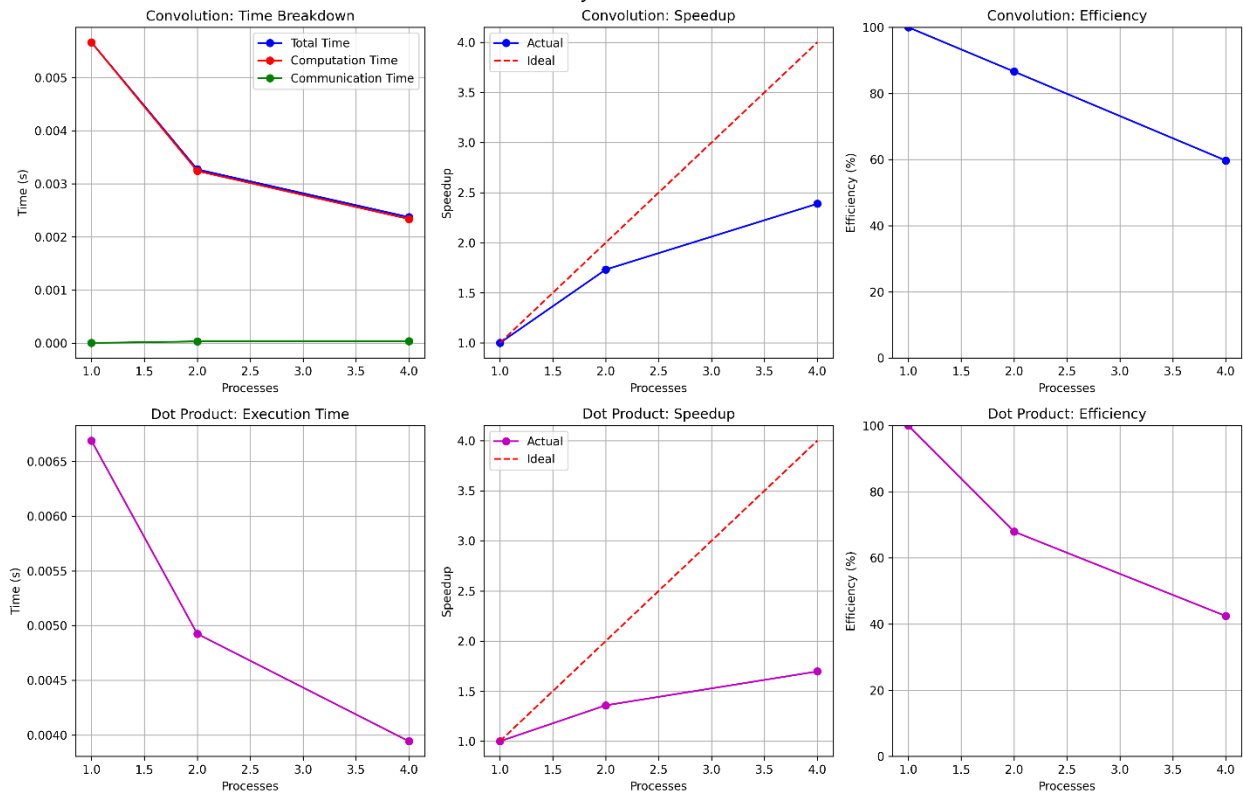 Convolution: Time Breakdown
Time (s)
0.005
0.004
0.003
0.002
0.001
0.000
Total Time
Computation Time
Communication Time
1.0 1.5 2.0 2.5 3.0 3.5 4.0
Processes
Convolution: Speedup
Speedup
4.0
3.5
3.0
2.5
2.0
1.5
1.0
Actual
Ideal
1.0 1.5 2.0 2.5 3.0 3.5 4.0
Processes
Convolution: Efficiency
Efficiency (%)
100
80
60
40
20
0
1.0 1.5 2.0 2.5 3.0 3.5 4.0
Processes
Dot Product: Execution Time
Time (s)
0.0065
0.0060
0.0055
0.0050
0.0045
0.0040
1.0 1.5 2.0 2.5 3.0 3.5 4.0
Processes
Dot Product: Speedup
Speedup
4.0
3.5
3.0
2.5
2.0
1.5
1.0
Actual
Ideal
1.0 1.5 2.0 2.5 3.0 3.5 4.0
Processes
Dot Product: Efficiency
Efficiency (%)
100
80
60
40
20
0
1.0 1.5 2.0 2.5 3.0 3.5 4.0
Processes